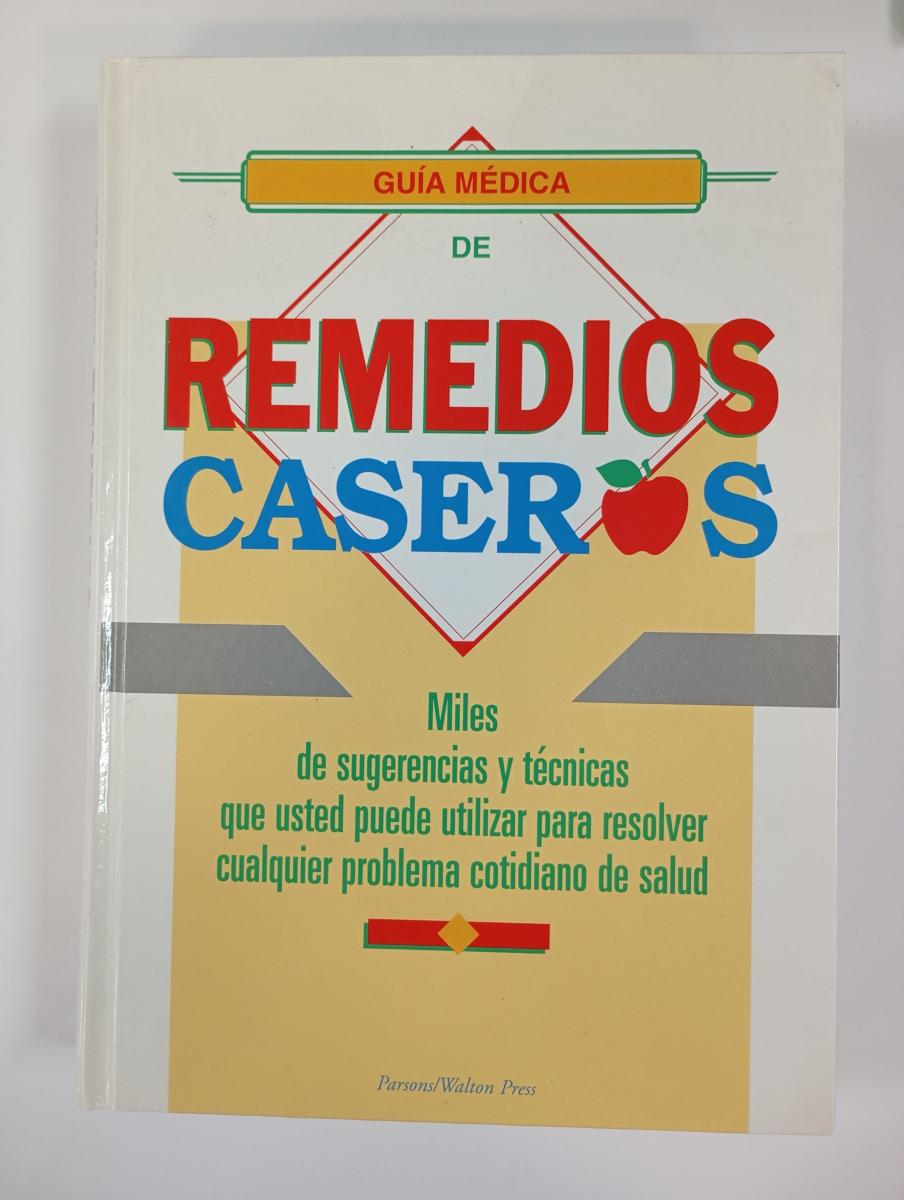 GUÍA MÉDICA
DE
REMEDIOS
CASEROS
Miles
de sugerencias y técnicas
que usted puede utilizar para resolver
cualquier problema cotidiano de salud
Parsons/Walton Press